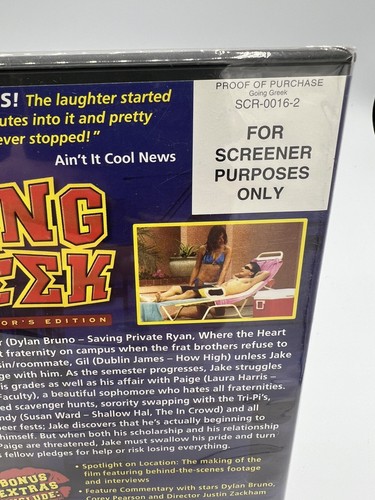 PROOF OF PURCHASE
Going Greek
SCR-0016-2
FOR
SCREENER
PURPOSES
ONLY
S! The laughter started
utes into it and pretty
ver stopped!”
Ain't It Cool News
NG
EΣK
OR'S EDITION
r (Dylan Bruno – Saving Private Ryan, Where the Heart
t fraternity on campus when the frat brothers refuse to
sin/roommate, Gil (Dublin James – How High) unless Jake
ge with him. As the semester progresses, Jake struggles
his grades as well as his affair with Paige (Laura Harris –
Faculty), a beautiful sophomore who hates all fraternities.
ed scavenger hunts, sorority swapping with the Tri-Pi's,
ndy (Susan Ward – Shallow Hal, The In Crowd) and all
peer tests; Jake discovers that he's actually beginning to
himself. But when both his scholarship and his relationship
Paige are threatened, Jake must swallow his pride and turn
s fellow pledges for help or risk losing everything.
BONUS
EXTRAS
INCLUDE:
• Spotlight on Location: The making of the
film featuring behind-the-scenes footage
and interviews
• Feature Commentary with stars Dylan Bruno,
Corey Pearson and Director Justin Zackham